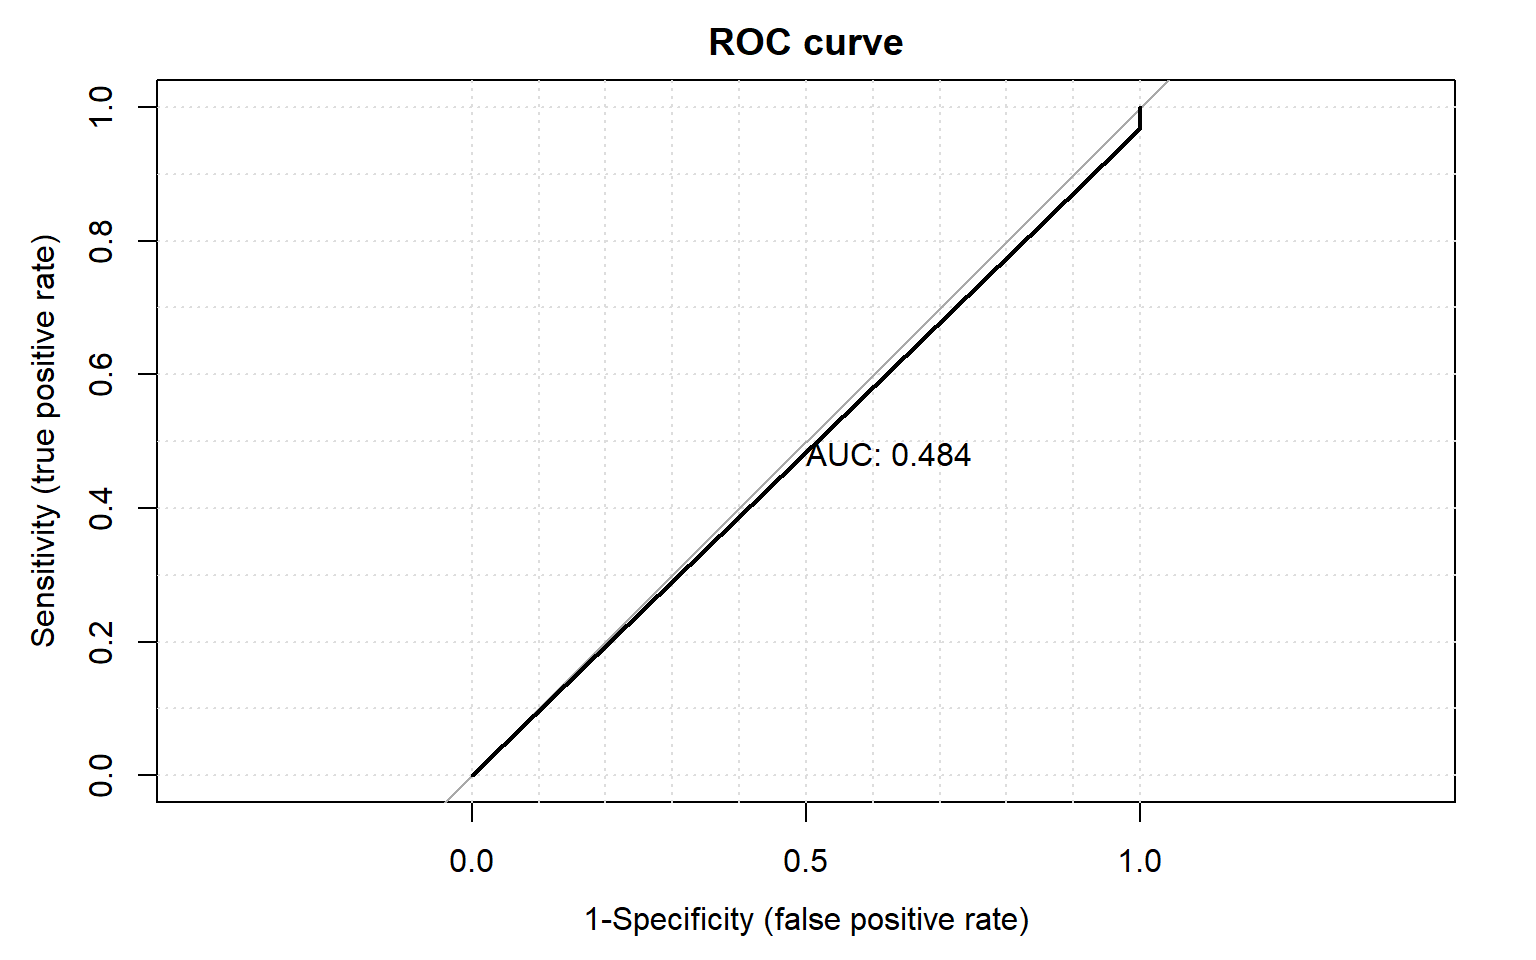 ROC curve
Sensitivity (true positive rate)
1.0
0.8
0.6
0.4
0.2
0.0
AUC: 0.484
0.0 0.5 1.0
1-Specificity (false positive rate)